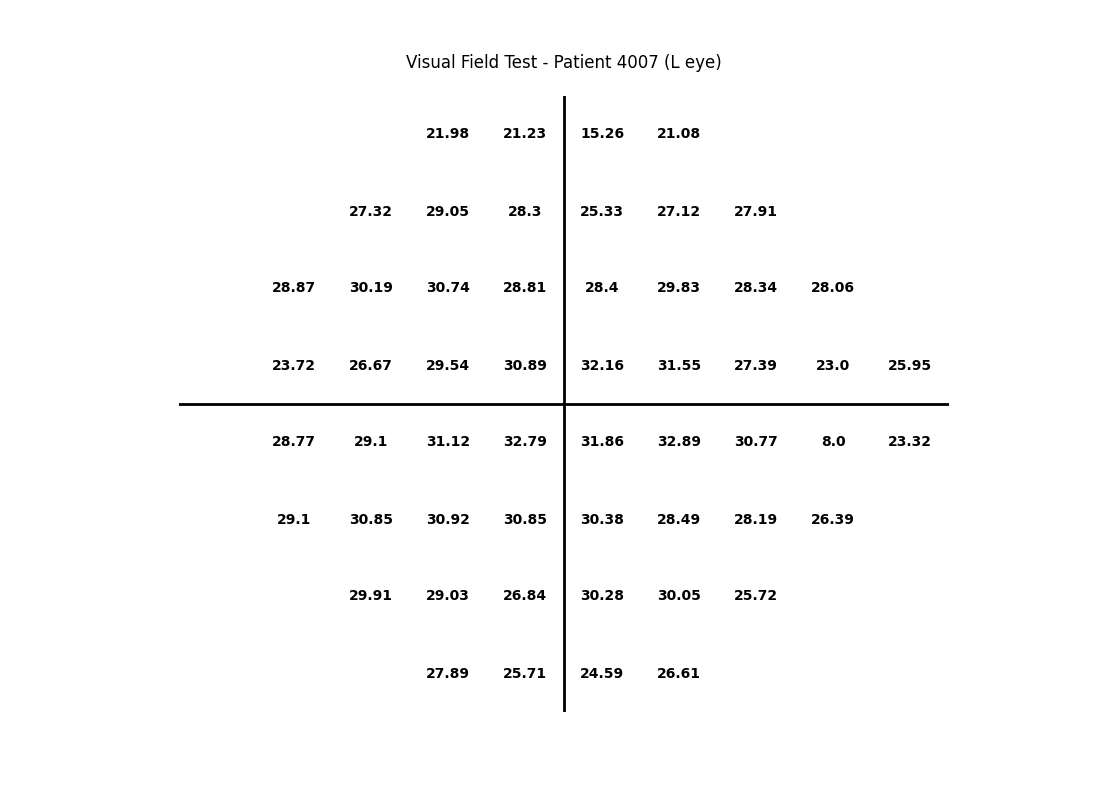 Visual Field Test - Patient 4007 (L eye)
21.98 21.23 15.26 21.08
27.32 29.05 28.3 25.33 27.12 27.91
28.87 30.19 30.74 28.81 28.4 29.83 28.34 28.06
23.72 26.67 29.54 30.89 32.16 31.55 27.39 23.0 25.95
28.77 29.1 31.12 32.79 31.86 32.89 30.77 8.0 23.32
29.1 30.85 30.92 30.85 30.38 28.49 28.19 26.39
29.91 29.03 26.84 30.28 30.05 25.72
27.89 25.71 24.59 26.61